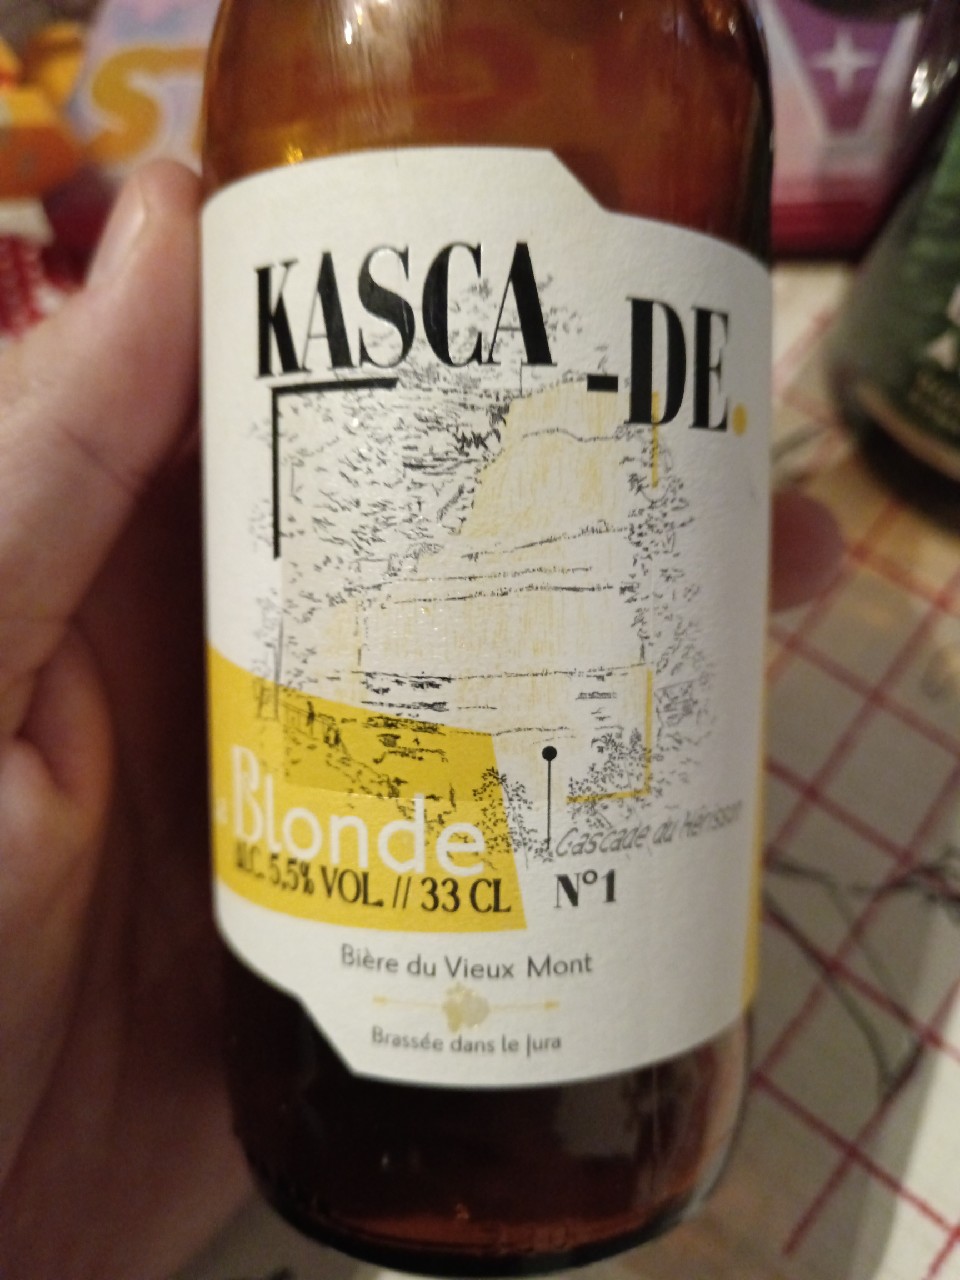 KASCA
-DE.
Blonde
ALC. 5,5% VOL. // 33 CL
Cascade du Hérisson
N°1
Bière du Vieux Mont
Brassée dans le Jura